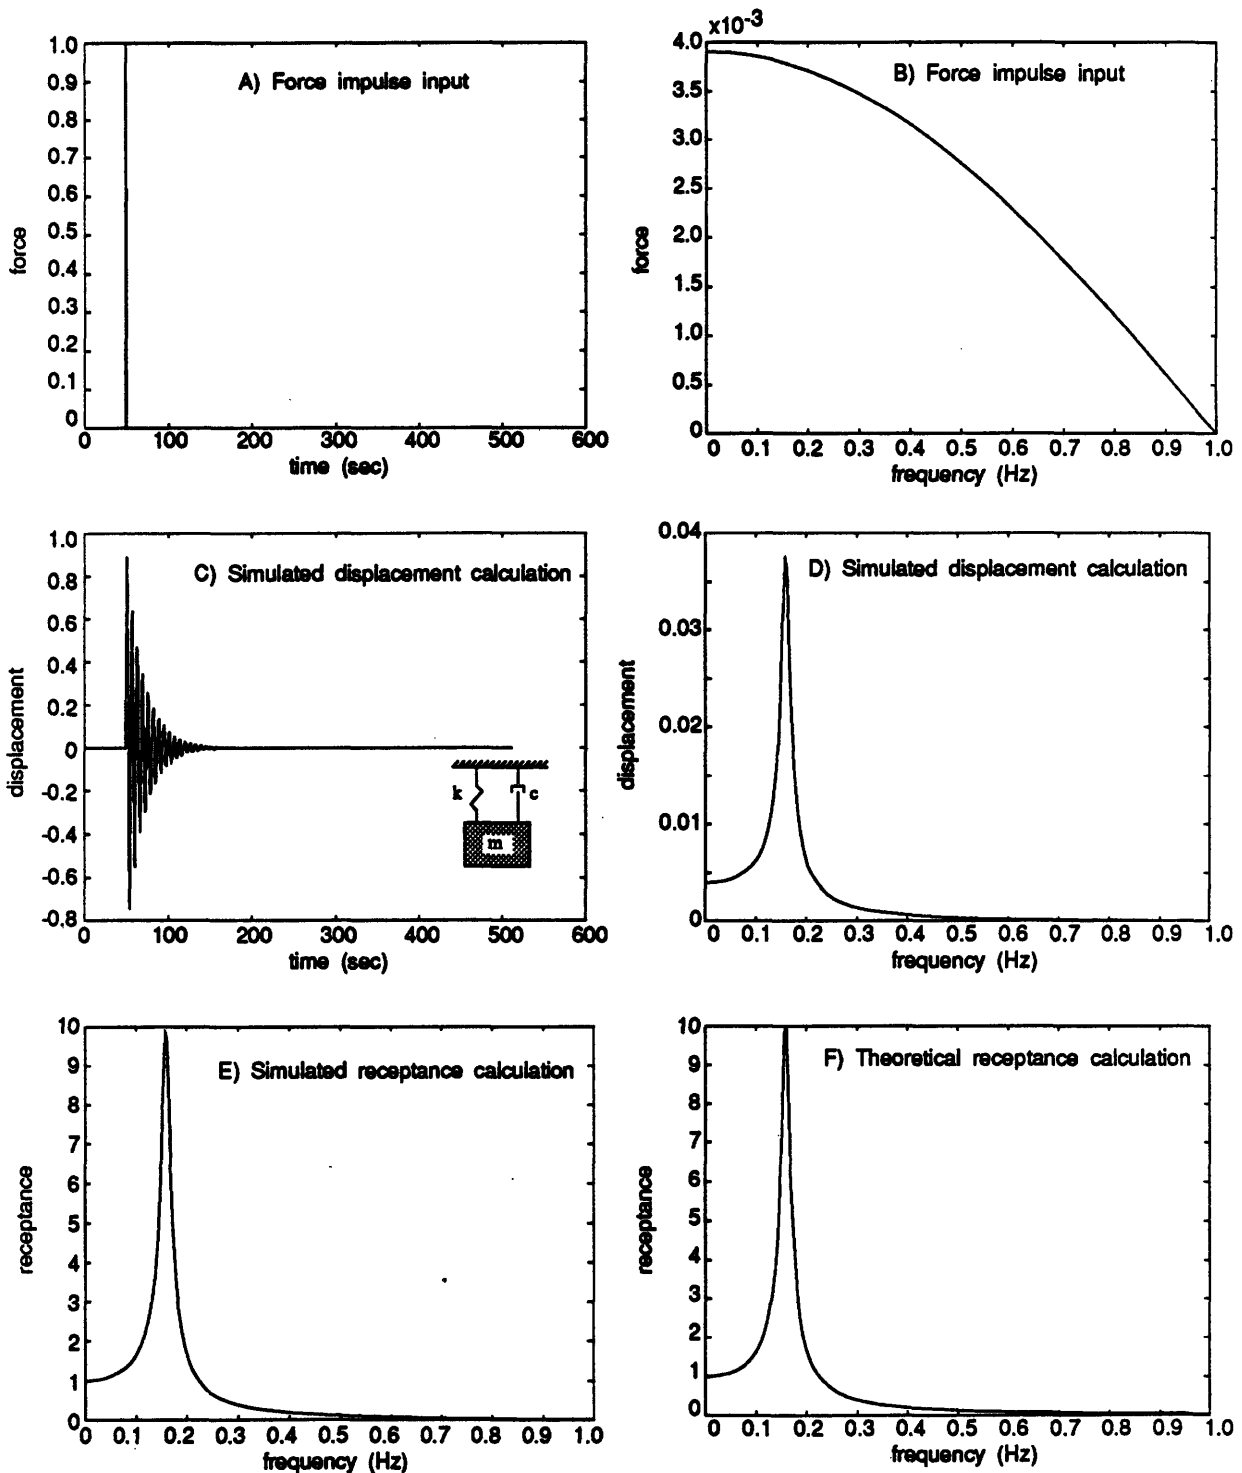 A) Force impulse input
1.0
0.9
0.8
0.7
0.6
0.5
0.4
0.3
0.2
0.1
0
force
0 100 200 300 400 500 600
time (sec)
B) Force impulse input
x10-3
4.0
3.5
3.0
2.5
2.0
1.5
1.0
0.5
0
force
0 0.1 0.2 0.3 0.4 0.5 0.6 0.7 0.8 0.9 1.0
frequency (Hz)
C) Simulated displacement calculation
1.0
0.8
0.6
0.4
0.2
0
-0.2
-0.4
-0.6
-0.8
displacement
k c
m
0 100 200 300 400 500 600
time (sec)
D) Simulated displacement calculation
0.04
0.03
0.02
0.01
0
displacement
0 0.1 0.2 0.3 0.4 0.5 0.6 0.7 0.8 0.9 1.0
frequency (Hz)
E) Simulated receptance calculation
10
9
8
7
6
5
4
3
2
1
0
receptance
0 0.1 0.2 0.3 0.4 0.5 0.6 0.7 0.8 0.9 1.0
frequency (Hz)
F) Theoretical receptance calculation
10
9
8
7
6
5
4
3
2
1
0
receptance
0 0.1 0.2 0.3 0.4 0.5 0.6 0.7 0.8 0.9 1.0
frequency (Hz)